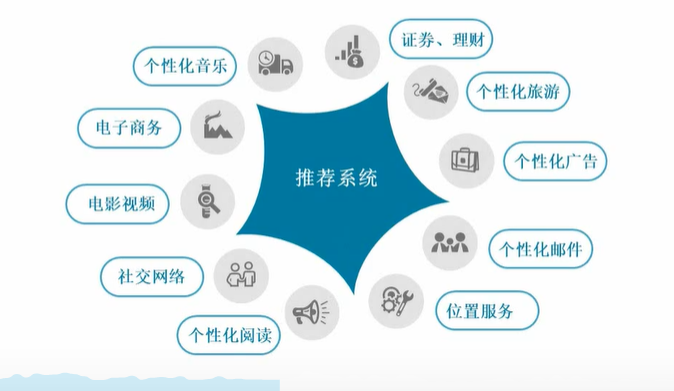 证券、理财
个性化音乐
个性化旅游
电子商务
个性化广告
推荐系统
电影视频
个性化邮件
社交网络
位置服务
个性化阅读